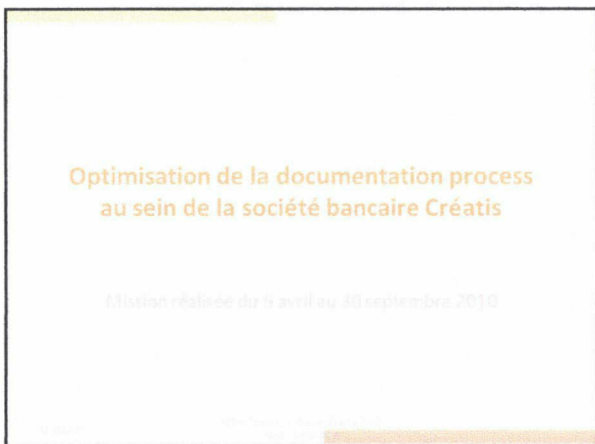 Optimisation de la documentation process
au sein de la société bancaire Créatis
Mission réalisée du 6 avril au 30 septembre 2010